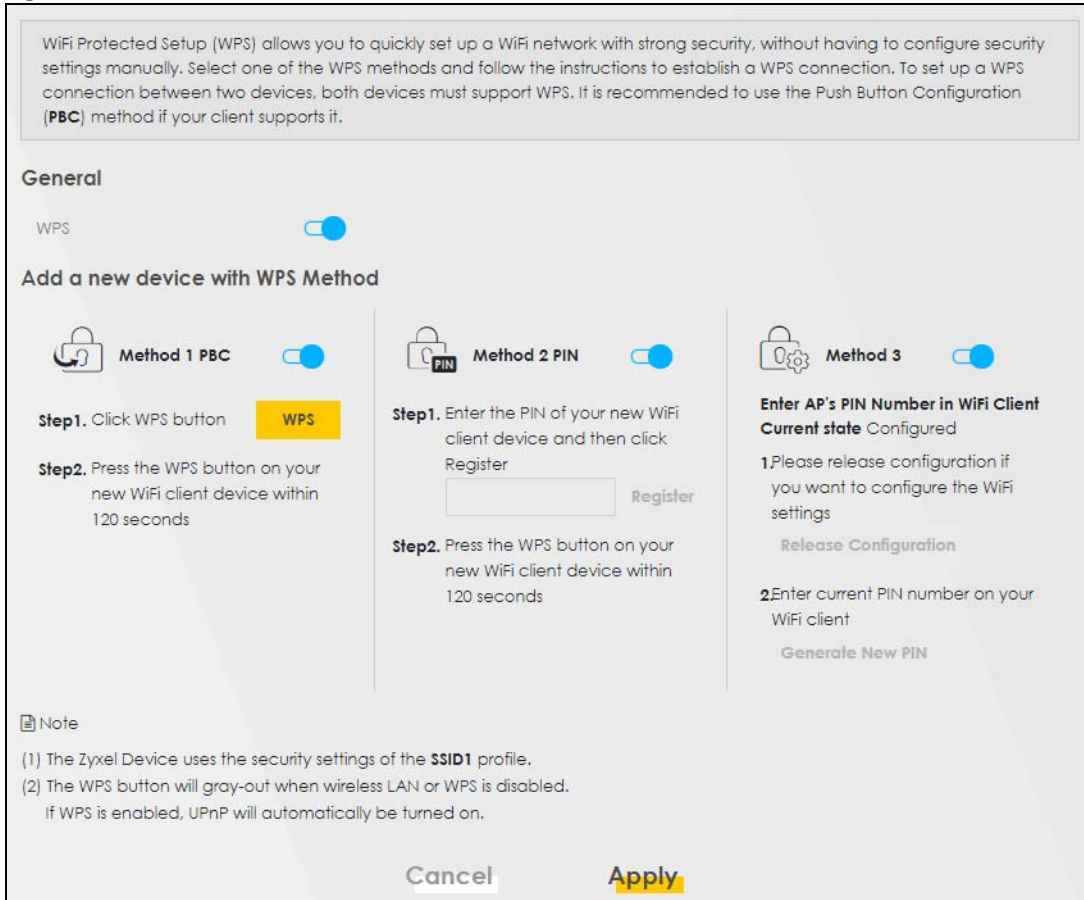 WiFi Protected Setup (WPS) allows you to quickly set up a WiFi network with strong security, without having to configure security
settings manually. Select one of the WPS methods and follow the instructions to establish a WPS connection. To set up a WPS
connection between two devices, both devices must support WPS. It is recommended to use the Push Button Configuration
(PBC) method if your client supports it.
General
WPS
Add a new device with WPS Method
Method 1 PBC
Step1. Click WPS button WPS
Step2. Press the WPS button on your
new WiFi client device within
120 seconds
PIN Method 2 PIN
Step1. Enter the PIN of your new WiFi
client device and then click
Register
Register
Step2. Press the WPS button on your
new WiFi client device within
120 seconds
Method 3
Enter AP's PIN Number in WiFi Client
Current state Configured
1.Please release configuration if
you want to configure the WiFi
settings
Release Configuration
2.Enter current PIN number on your
WiFi client
Generate New PIN
Note
(1) The Zyxel Device uses the security settings of the SSID1 profile.
(2) The WPS button will gray-out when wireless LAN or WPS is disabled.
If WPS is enabled, UPnP will automatically be turned on.
Cancel Apply